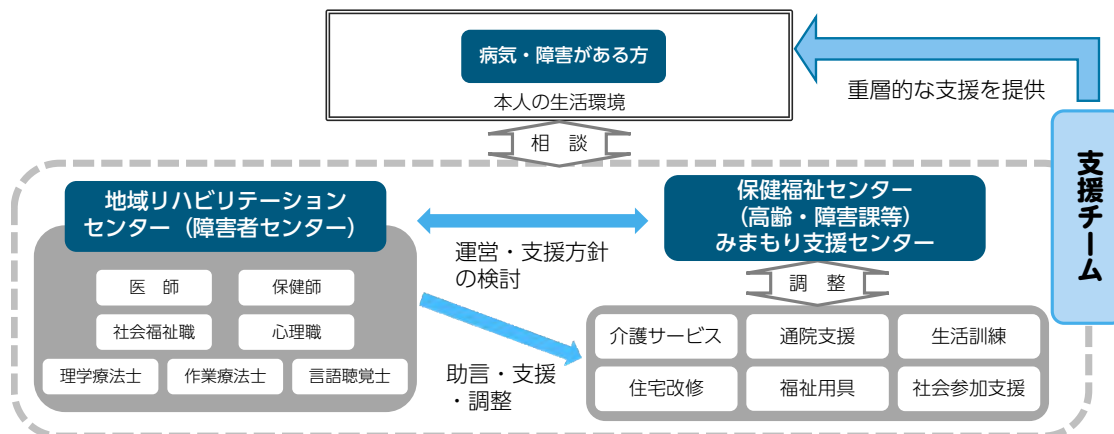 病気・障害がある方
本人の生活環境
重層的な支援を提供
相 談
支援チーム
地域リハビリテーション
センター（障害者センター）
保健福祉センター
（高齢・障害課等）
みまもり支援センター
運営・支援方針
の検討
医 師
保健師
社会福祉職
心理職
理学療法士
作業療法士
言語聴覚士
助言・支援
・調整
調 整
介護サービス
通院支援
生活訓練
住宅改修
福祉用具
社会参加支援